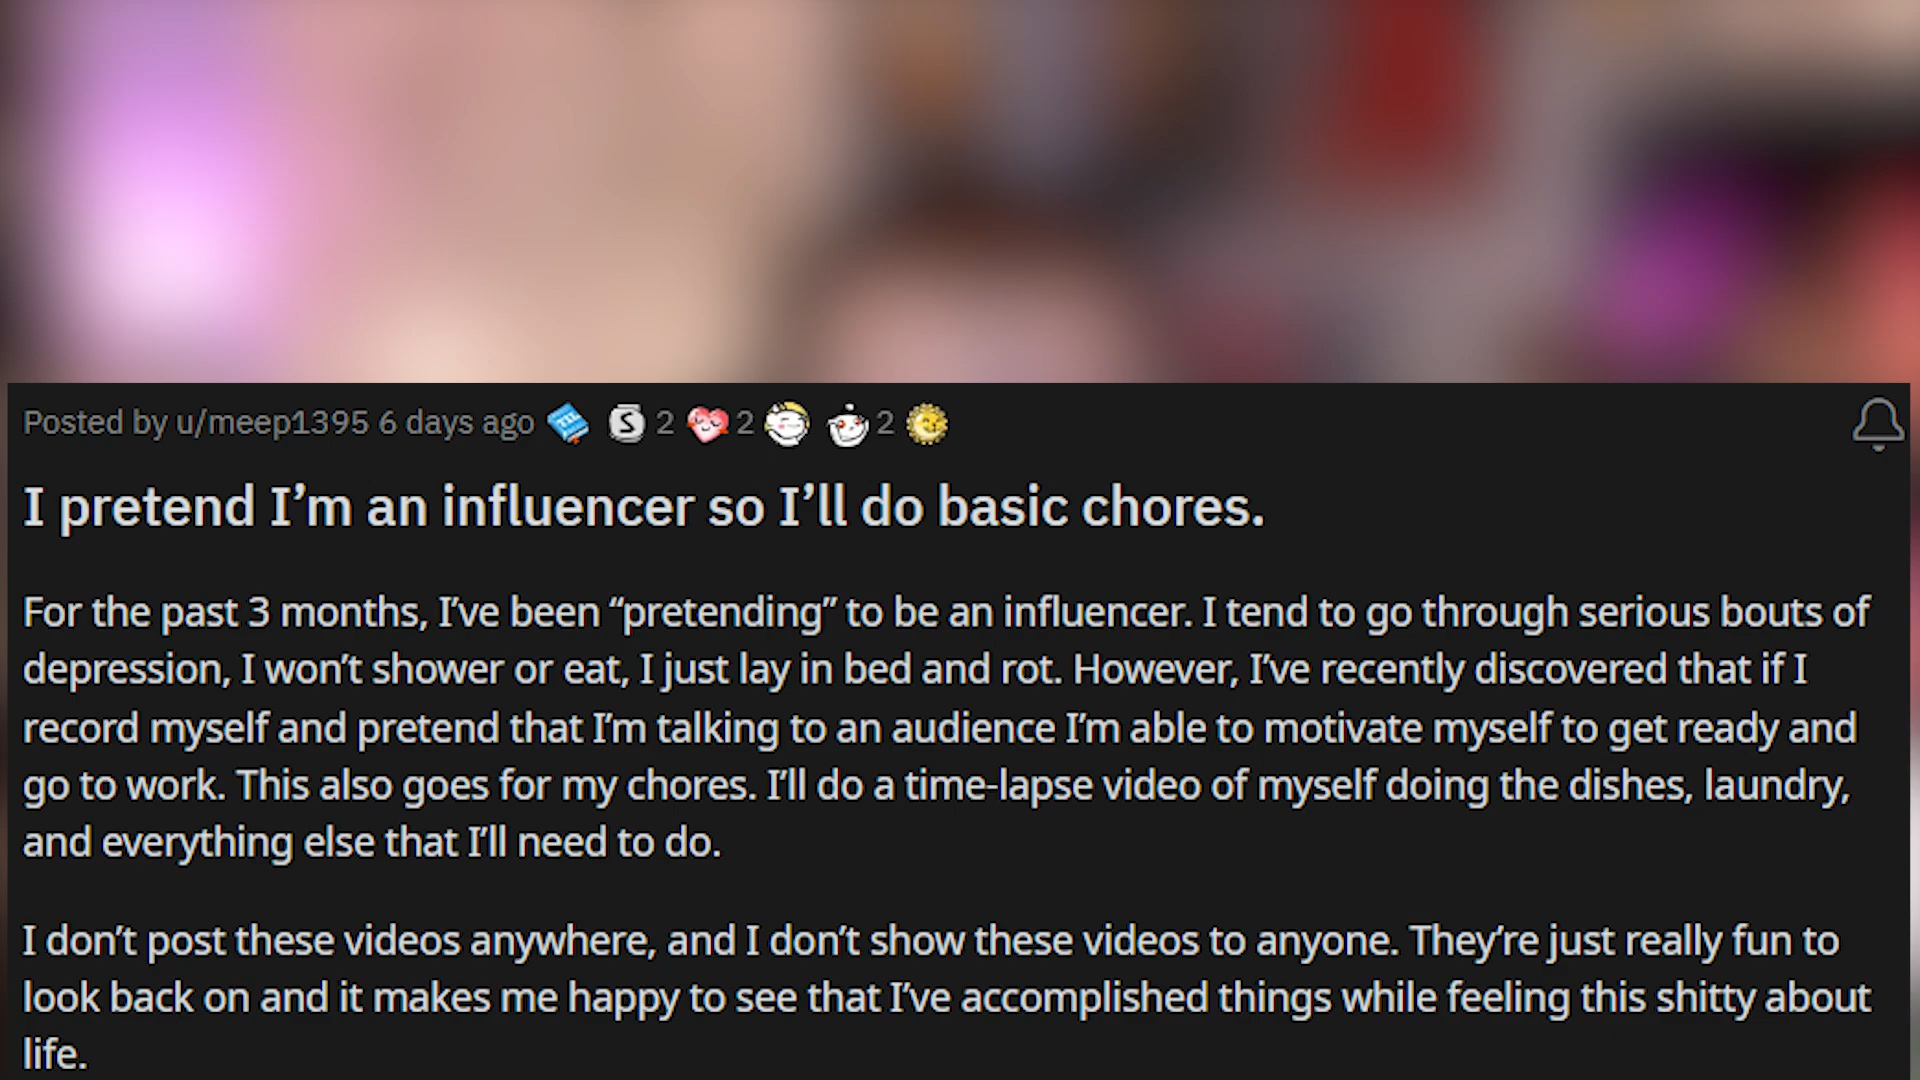 Posted by u/meep1395 6 days ago 2 2 2
I pretend I’m an influencer so I’ll do basic chores.
For the past 3 months, I’ve been “pretending” to be an influencer. I tend to go through serious bouts of
depression, I won’t shower or eat, I just lay in bed and rot. However, I’ve recently discovered that if I
record myself and pretend that I’m talking to an audience I’m able to motivate myself to get ready and
go to work. This also goes for my chores. I’ll do a time-lapse video of myself doing the dishes, laundry,
and everything else that I’ll need to do.
I don’t post these videos anywhere, and I don’t show these videos to anyone. They’re just really fun to
look back on and it makes me happy to see that I’ve accomplished things while feeling this shitty about
life.